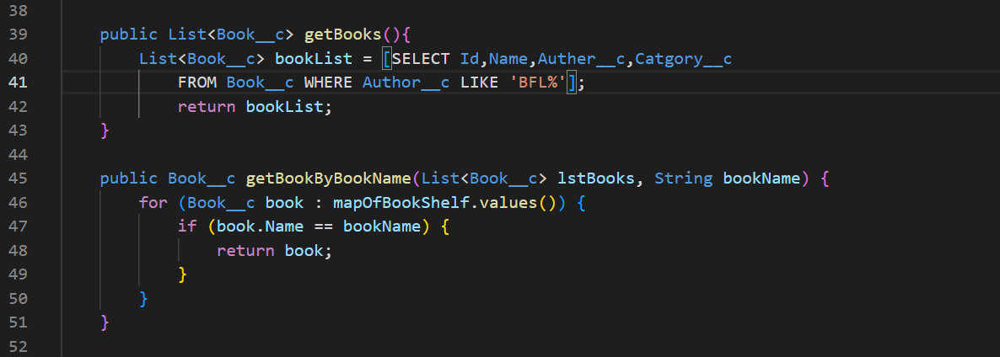 38
39 public List<Book__c> getBooks(){
40 List<Book__c> bookList = [SELECT Id,Name,Auther__c,Catgory__c
41 FROM Book__c WHERE Author__c LIKE 'BFL%'];
42 return bookList;
43 }
44
45 public Book__c getBookByBookName(List<Book__c> lstBooks, String bookName) {
46 for (Book__c book : mapOfBookShelf.values()) {
47 if (book.Name == bookName) {
48 return book;
49 }
50 }
51 }
52